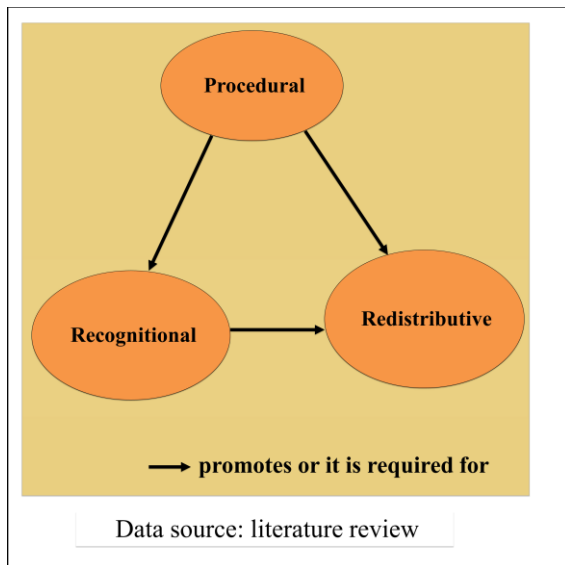 Procedural
Recognitional
Redistributive
promotes or it is required for
Data source: literature review